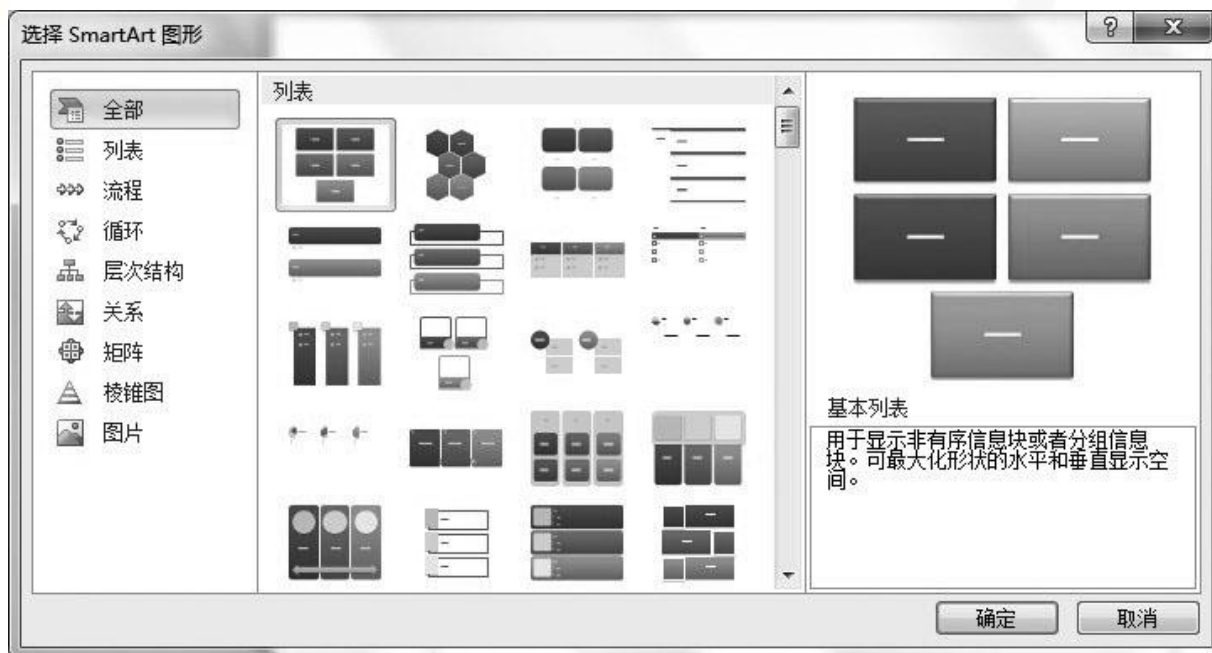 选择 SmartArt 图形
全部
列表
流程
循环
层次结构
关系
矩阵
棱锥图
图片
列表
基本列表
用于显示非有序信息块或者分组信息
块。可最大化形状的水平和垂直显示空
间。
确定
取消